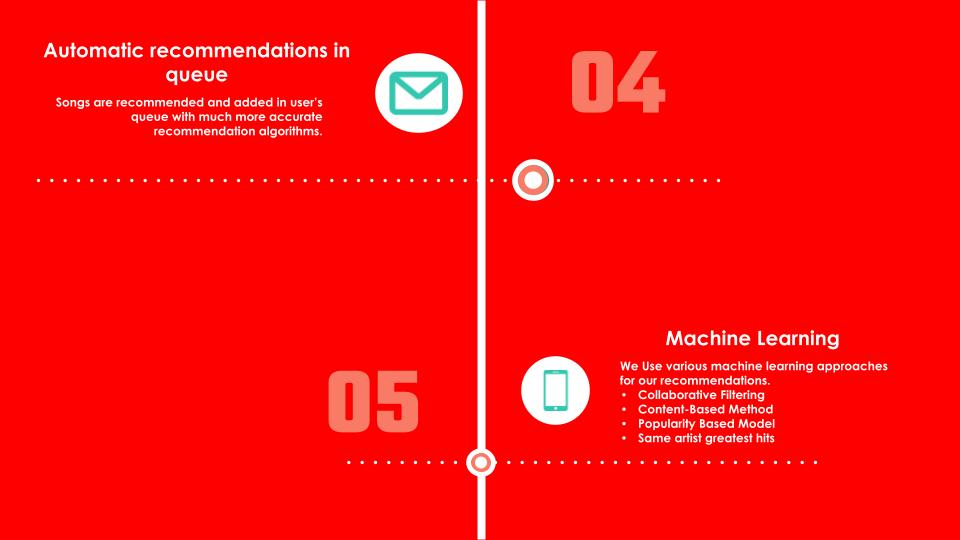 Automatic recommendations in
queue
Songs are recommended and added in user's
queue with much more accurate
recommendation algorithms.
04
Machine Learning
We Use various machine learning approaches
for our recommendations.
• Collaborative Filtering
• Content-Based Method
• Popularity Based Model
• Same artist greatest hits
05